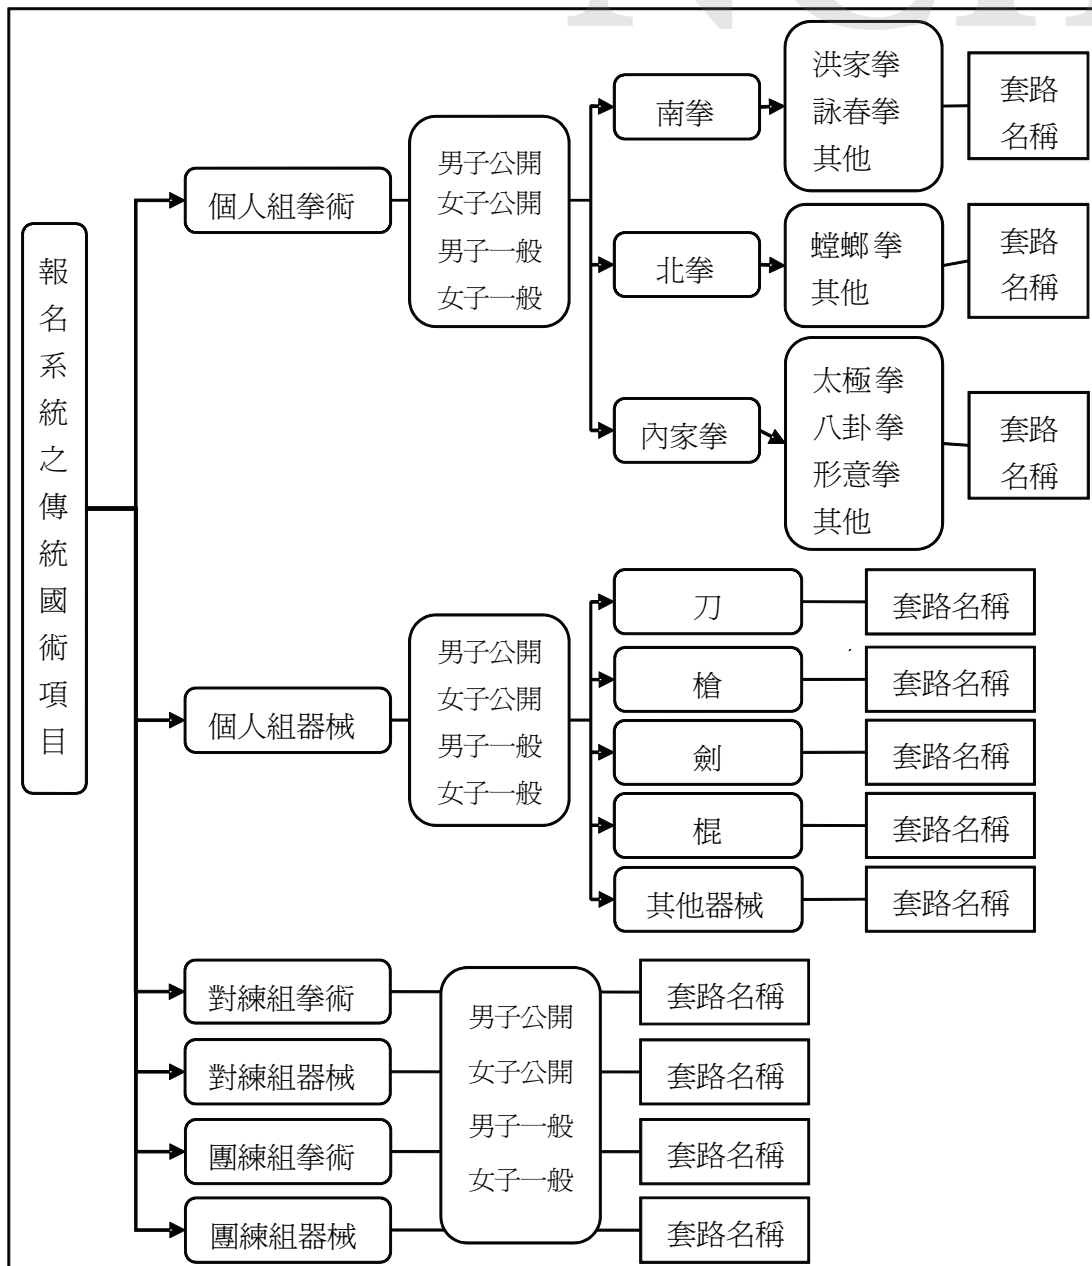 報名系統之傳統國術項目
個人組拳術
男子公開
女子公開
男子一般
女子一般
南拳
洪家拳
詠春拳
其他
套路
名稱
北拳
螳螂拳
其他
套路
名稱
內家拳
太極拳
八卦拳
形意拳
其他
套路
名稱
個人組器械
男子公開
女子公開
男子一般
女子一般
刀
套路名稱
槍
套路名稱
劍
套路名稱
棍
套路名稱
其他器械
套路名稱
對練組拳術
對練組器械
團練組拳術
團練組器械
男子公開
女子公開
男子一般
女子一般
套路名稱
套路名稱
套路名稱
套路名稱